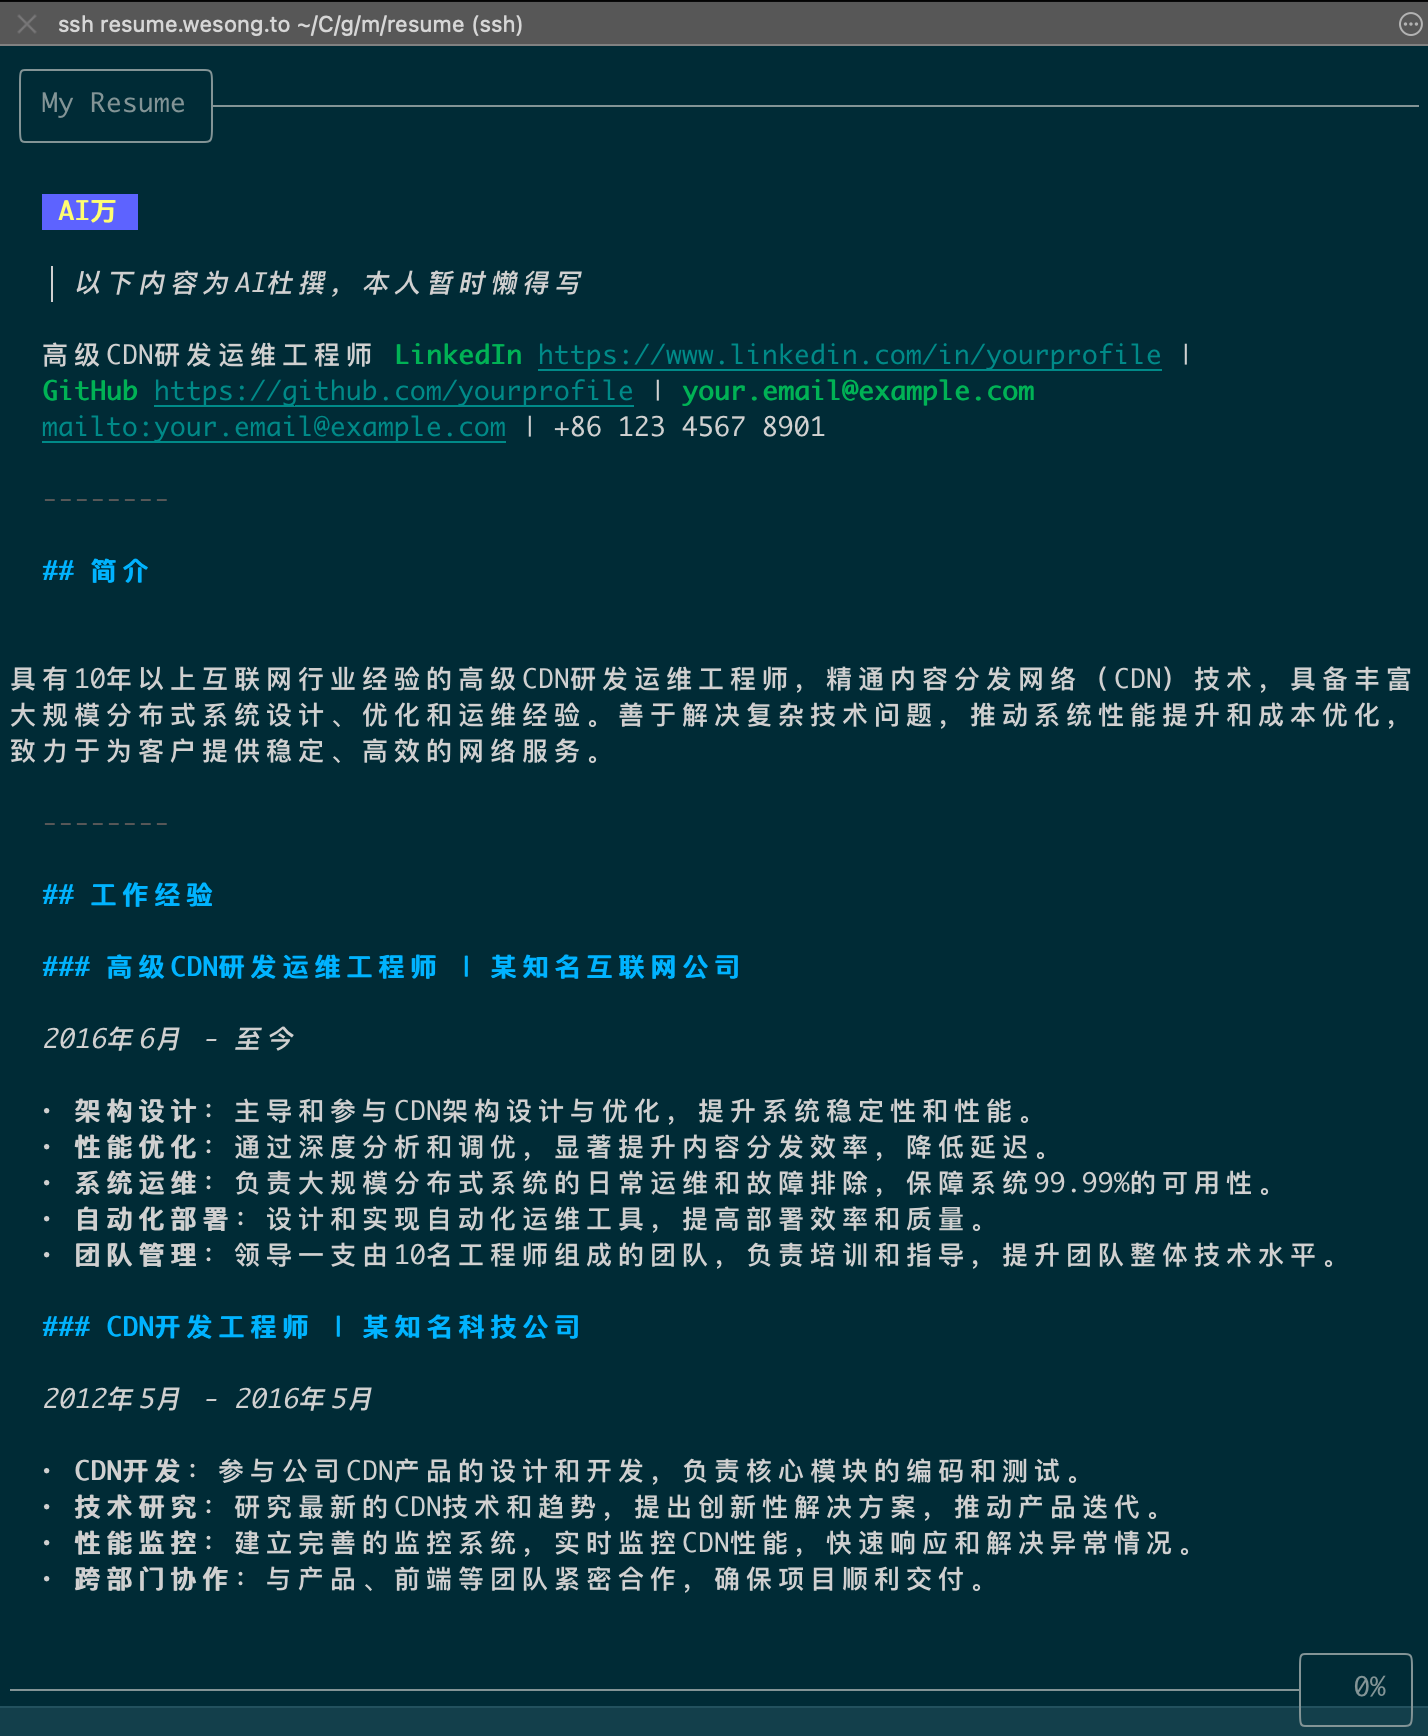 ssh resume.wesong.to ~/C/g/m/resume (ssh)
My Resume
AI万
以下内容为AI杜撰，本人暂时懒得写
高级CDN研发运维工程师 LinkedIn https://www.linkedin.com/in/yourprofile |
GitHub https://github.com/yourprofile | your.email@example.com
mailto:your.email@example.com | +86 123 4567 8901
--------
## 简介
具有10年以上互联网行业经验的高级CDN研发运维工程师，精通内容分发网络（CDN）技术，具备丰富
大规模分布式系统设计、优化和运维经验。善于解决复杂技术问题，推动系统性能提升和成本优化，
致力于为客户提供稳定、高效的网络服务。
--------
## 工作经验
### 高级CDN研发运维工程师 | 某知名互联网公司
2016年6月 - 至今
• 架构设计：主导和参与CDN架构设计与优化，提升系统稳定性和性能。
• 性能优化：通过深度分析和调优，显著提升内容分发效率，降低延迟。
• 系统运维：负责大规模分布式系统的日常运维和故障排除，保障系统99.99%的可用性。
• 自动化部署：设计和实现自动化运维工具，提高部署效率和质量。
• 团队管理：领导一支由10名工程师组成的团队，负责培训和指导，提升团队整体技术水平。
### CDN开发工程师 | 某知名科技公司
2012年5月 - 2016年5月
• CDN开发：参与公司CDN产品的设计和开发，负责核心模块的编码和测试。
• 技术研究：研究最新的CDN技术和趋势，提出创新性解决方案，推动产品迭代。
• 性能监控：建立完善的监控系统，实时监控CDN性能，快速响应和解决异常情况。
• 跨部门协作：与产品、前端等团队紧密合作，确保项目顺利交付。
0%